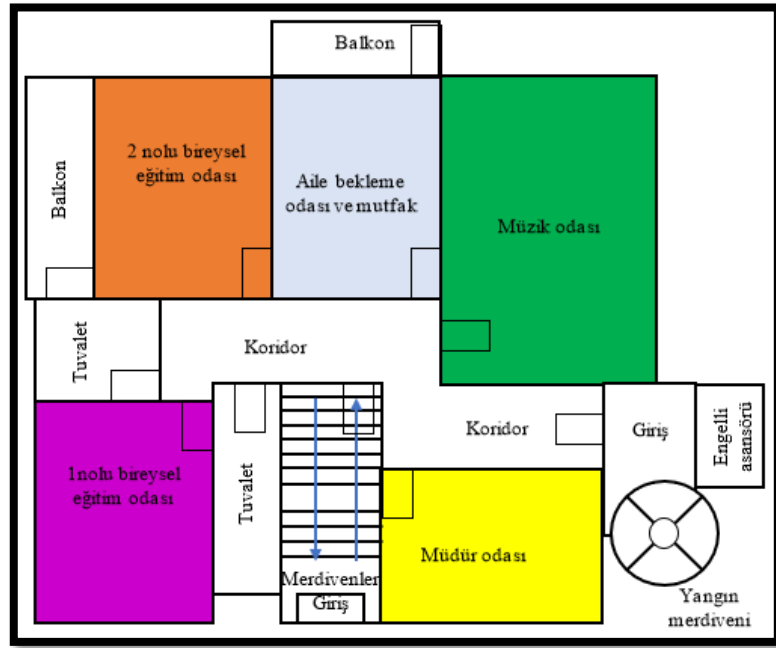 Balkon
2 nolu bireysel
eğitim odası
Balkon
Aile bekleme
odası ve mutfak
Müzik odası
Tuvalet
Koridor
Koridor
Giriş
Engelli
asansörü
1nolu bireysel
eğitim odası
Tuvalet
Merdivenler
Giriş
Müdür odası
Yangın
merdiveni